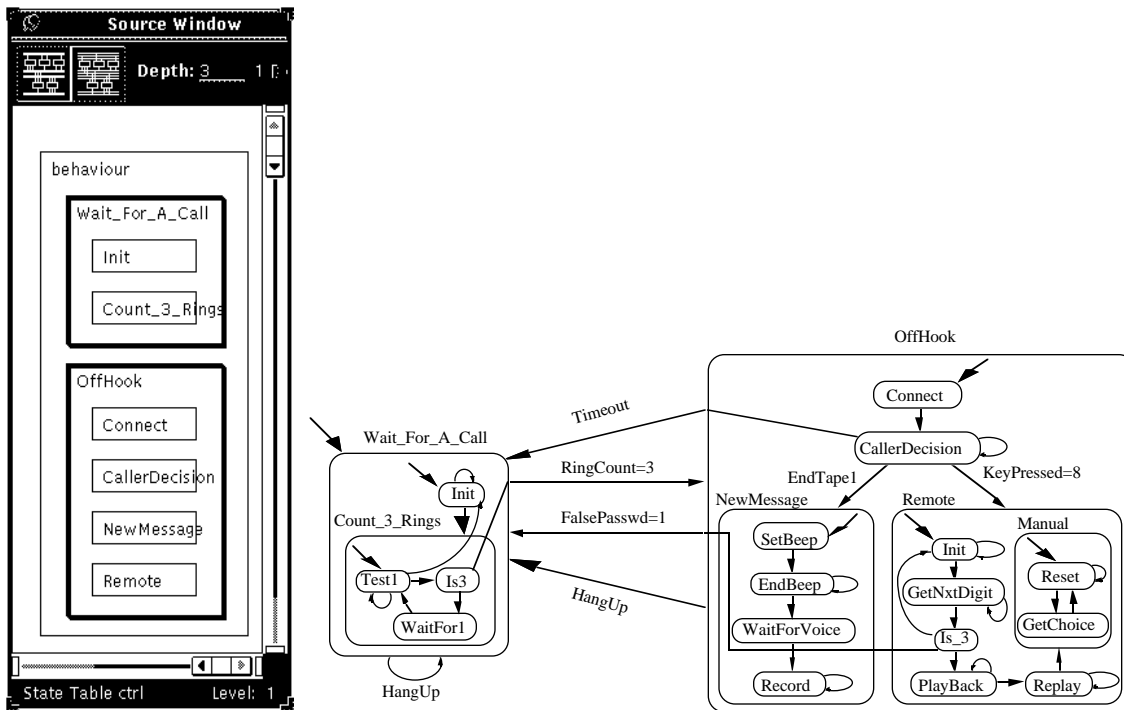 Source Window
Depth: 3 1
behaviour
Wait_For_A_Call
Init
Count_3_Rings
OffHook
Connect
CallerDecision
NewMessage
Remote
State Table ctrl Level: 1
Wait_For_A_Call
Init
Count_3_Rings
Test1
Is3
WaitFor1
HangUp
Timeout
RingCount=3
FalsePasswd=1
HangUp
OffHook
Connect
CallerDecision
EndTape1
KeyPressed=8
NewMessage
SetBeep
EndBeep
WaitForVoice
Record
Remote
Init
GetNxtDigit
Is_3
PlayBack
Replay
Manual
Reset
GetChoice